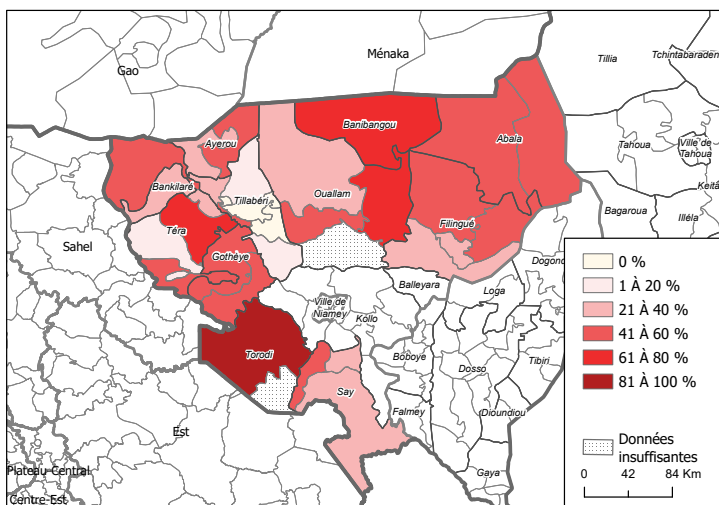 Gao
Ménaka
Tillia
Tchintabaraden
Ayerou
Banibangou
Abala
Tahoua
Ville de
Tahoua
Bankilaré
Ouallam
Tillabéri
Keita
Bagaroua
Illéla
Sahel
Téra
Filingué
Gothèye
Dogond
Balleyara
Loga
Ville de
Niamey
Kollo
Torodi
Boboye
Dosso
Tibiri
Say
Falmey
Dioundiou
Est
Gaya
Plateau-Central
Centre-Est
0 %
1 À 20 %
21 À 40 %
41 À 60 %
61 À 80 %
81 À 100 %
Données
insuffisantes
0 42 84 Km